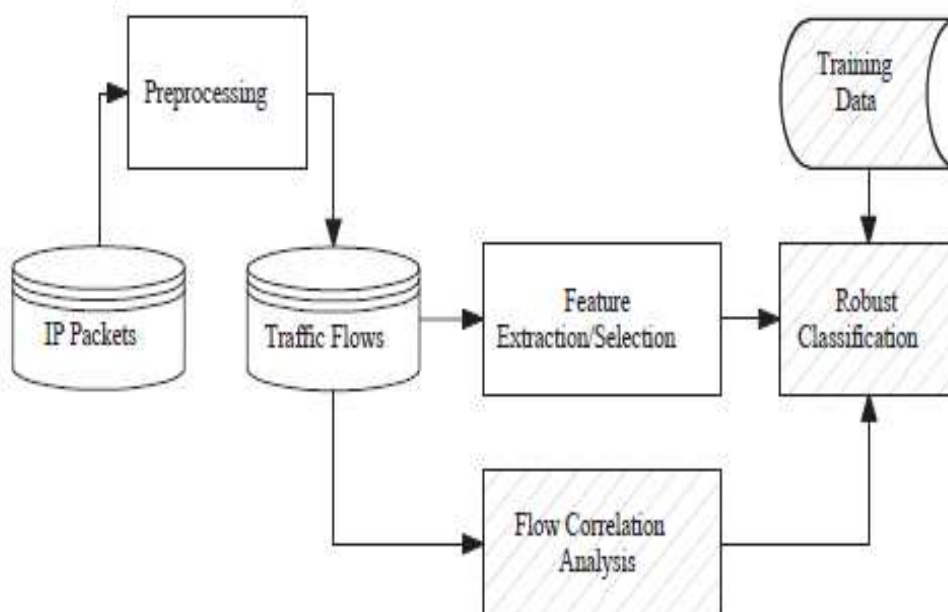 Preprocessing
Training
Data
IP Packets
Traffic Flows
Feature
Extraction/Selection
Robust
Classification
Flow Correlation
Analysis